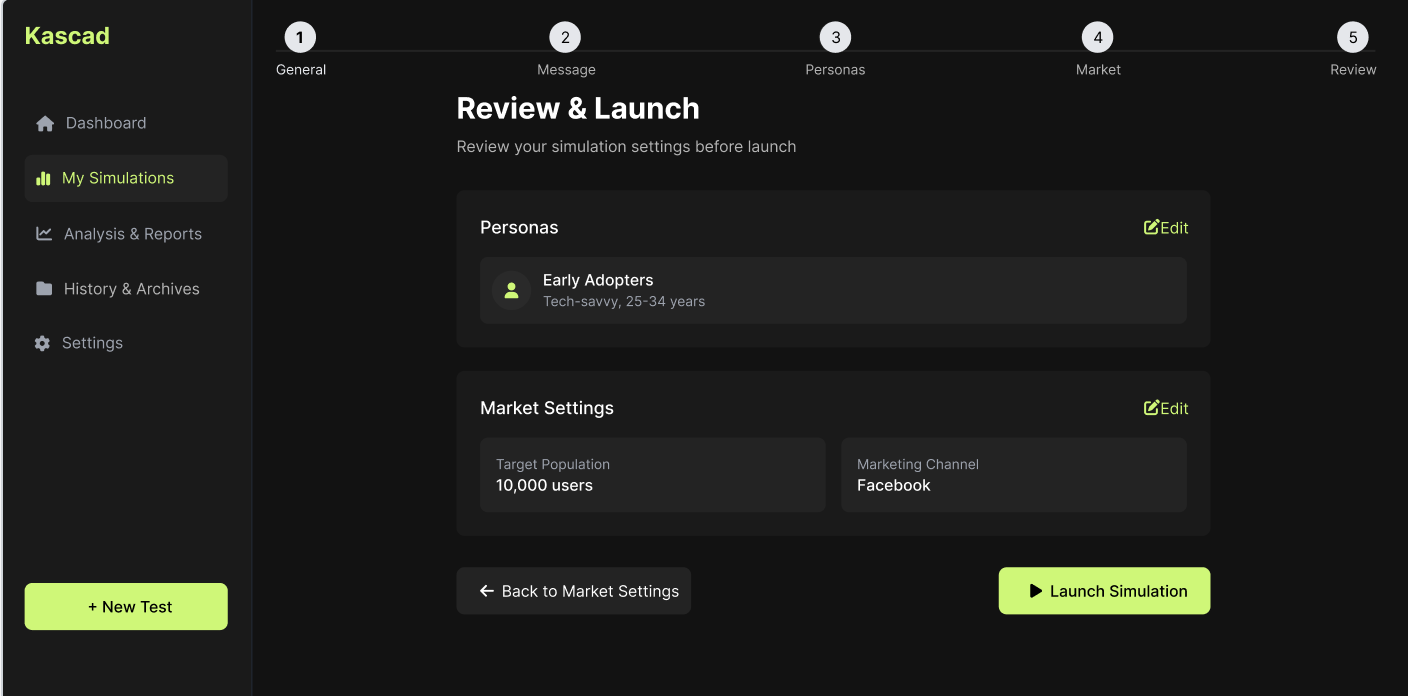 Kascad
Dashboard
My Simulations
Analysis & Reports
History & Archives
Settings
+ New Test
1 2 3 4 5
General Message Personas Market Review
Review & Launch
Review your simulation settings before launch
Personas Edit
Early Adopters
Tech-savvy, 25-34 years
Market Settings Edit
Target Population Marketing Channel
10,000 users Facebook
Back to Market Settings Launch Simulation